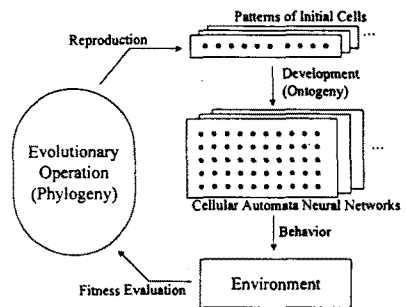 Patterns of Initial Cells
Reproduction
...
Development
(Ontogeny)
Evolutionary
Operation
(Phylogeny)
...
Cellular Automata Neural Networks
Behavior
Fitness Evaluation
Environment